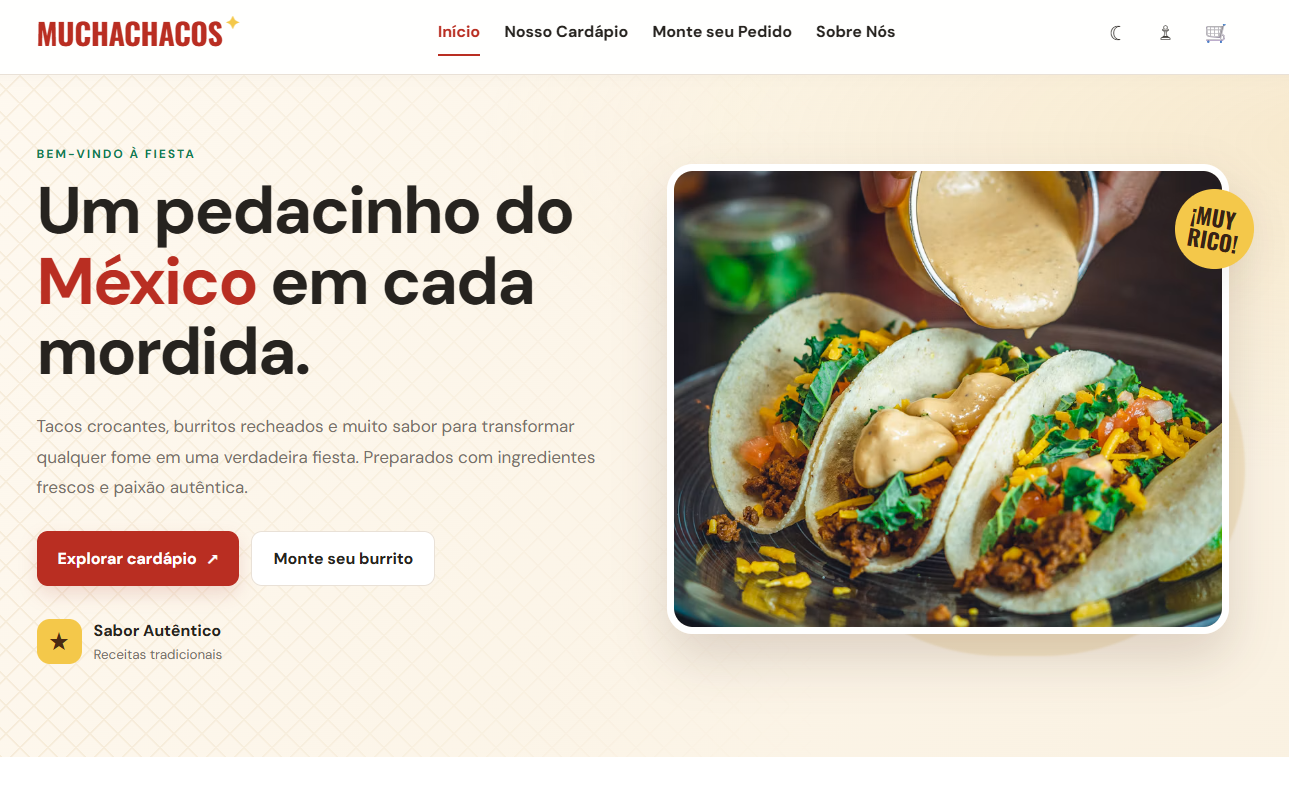 MUCHACHACOS
Início Nosso Cardápio Monte seu Pedido Sobre Nós
BEM-VINDO À FIESTA
Um pedacinho do
México em cada
mordida.
Tacos crocantes, burritos recheados e muito sabor para transformar
qualquer fome em uma verdadeira fiesta. Preparados com ingredientes
frescos e paixão autêntica.
Explorar cardápio ↗
Monte seu burrito
Sabor Autêntico
Receitas tradicionais
¡MUY
RICO!